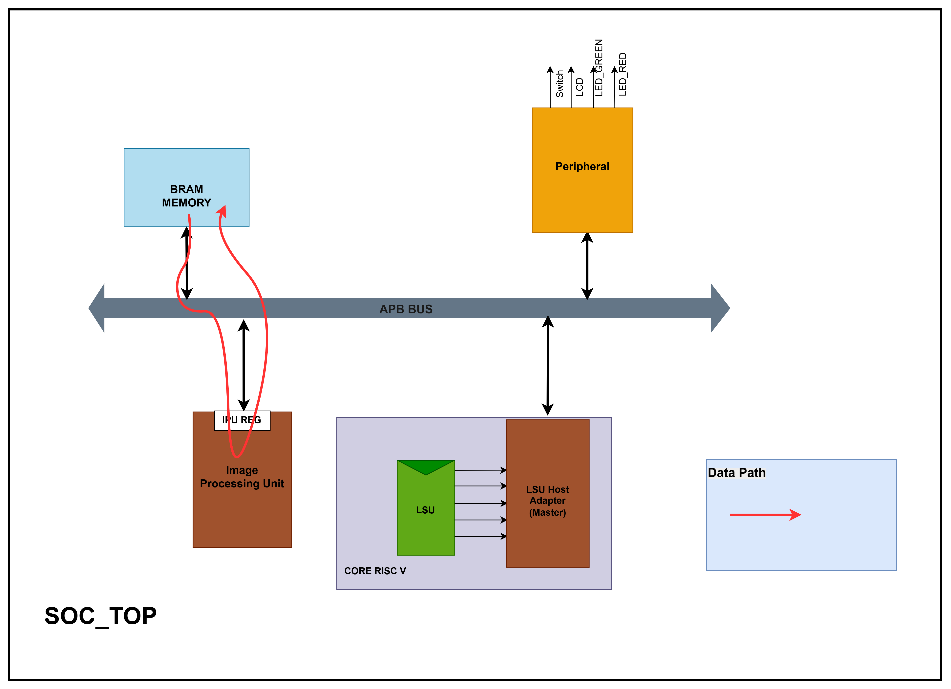 Switch
LCD
LED_GREEN
LED_RED
BRAM
MEMORY
Peripheral
APB BUS
IPU REG
Image
Processing Unit
LSU
LSU Host
Adapter
(Master)
CORE RISC V
Data Path
SOC_TOP